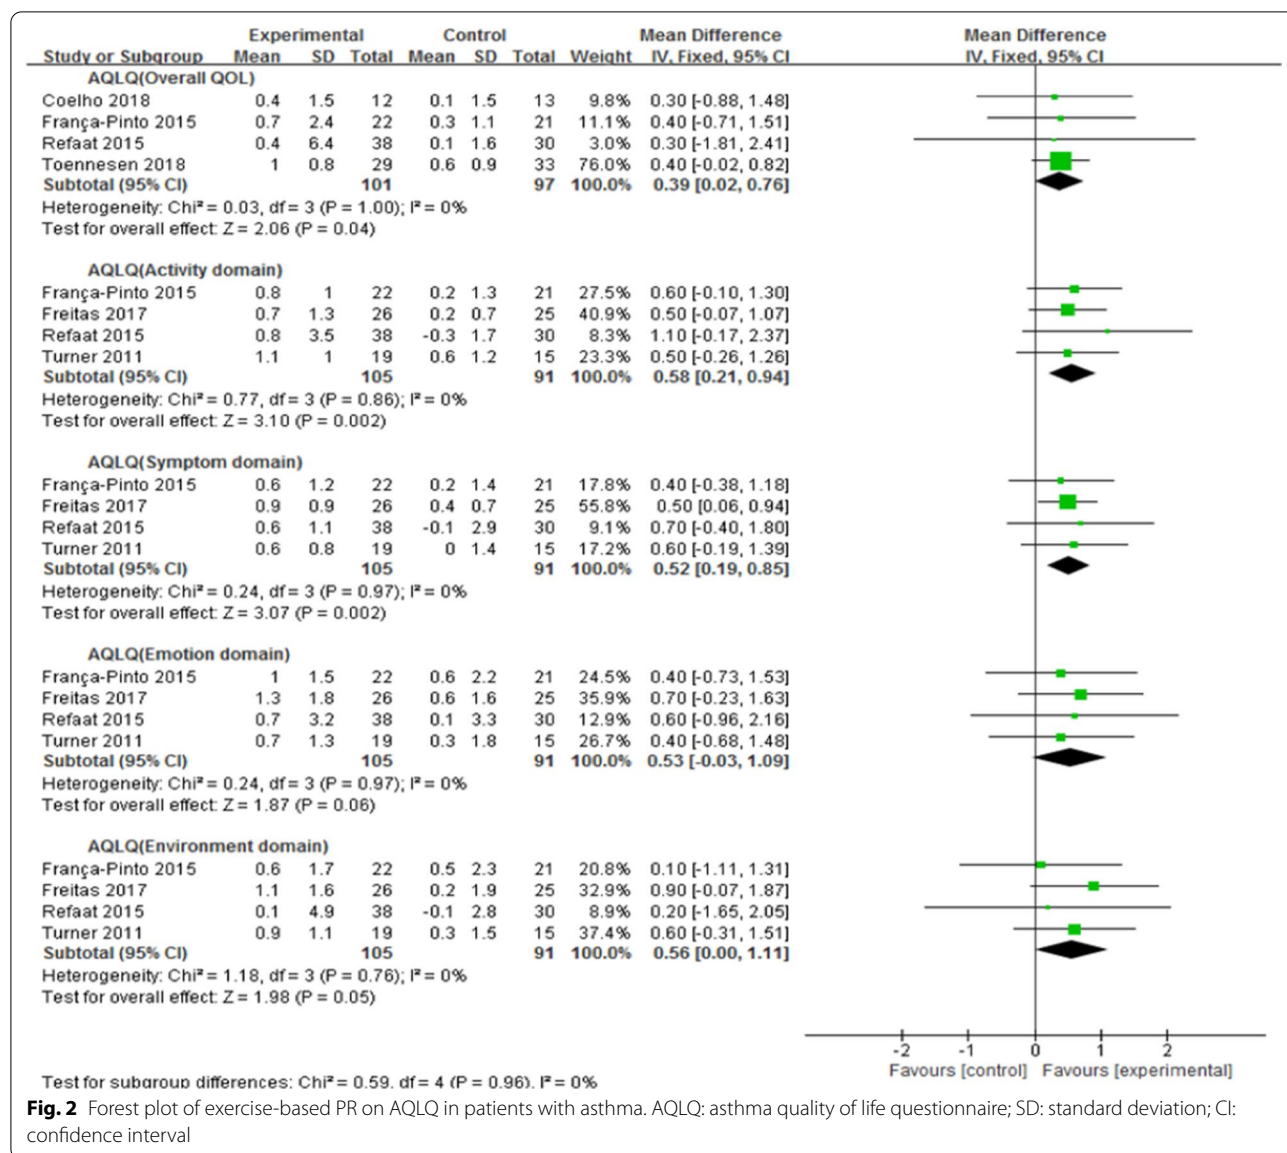 Experimental Control Mean Difference Mean Difference
Study or Subgroup Mean SD Total Mean SD Total Weight IV, Fixed, 95% CI IV, Fixed, 95% CI
AQLQ(Overall QOL)
Coelho 2018 0.4 1.5 12 0.1 1.5 13 9.8% 0.30 [-0.88, 1.48]
França-Pinto 2015 0.7 2.4 22 0.3 1.1 21 11.1% 0.40 [-0.71, 1.51]
Refaat 2015 0.4 6.4 38 0.1 1.6 30 3.0% 0.30 [-1.81, 2.41]
Toennesen 2018 1 0.8 29 0.6 0.9 33 76.0% 0.40 [-0.02, 0.82]
Subtotal (95% CI) 101 97 100.0% 0.39 [0.02, 0.76]
Heterogeneity: Chi² = 0.03, df = 3 (P = 1.00); I² = 0%
Test for overall effect: Z = 2.06 (P = 0.04)
AQLQ(Activity domain)
França-Pinto 2015 0.8 1 22 0.2 1.3 21 27.5% 0.60 [-0.10, 1.30]
Freitas 2017 0.7 1.3 26 0.2 0.7 25 40.9% 0.50 [-0.07, 1.07]
Refaat 2015 0.8 3.5 38 -0.3 1.7 30 8.3% 1.10 [-0.17, 2.37]
Turner 2011 1.1 1 19 0.6 1.2 15 23.3% 0.50 [-0.26, 1.26]
Subtotal (95% CI) 105 91 100.0% 0.58 [0.21, 0.94]
Heterogeneity: Chi² = 0.77, df = 3 (P = 0.86); I² = 0%
Test for overall effect: Z = 3.10 (P = 0.002)
AQLQ(Symptom domain)
França-Pinto 2015 0.6 1.2 22 0.2 1.4 21 17.8% 0.40 [-0.38, 1.18]
Freitas 2017 0.9 0.9 26 0.4 0.7 25 55.8% 0.50 [0.06, 0.94]
Refaat 2015 0.6 1.1 38 -0.1 2.9 30 9.1% 0.70 [-0.40, 1.80]
Turner 2011 0.6 0.8 19 0 1.4 15 17.2% 0.60 [-0.19, 1.39]
Subtotal (95% CI) 105 91 100.0% 0.52 [0.19, 0.85]
Heterogeneity: Chi² = 0.24, df = 3 (P = 0.97); I² = 0%
Test for overall effect: Z = 3.07 (P = 0.002)
AQLQ(Emotion domain)
França-Pinto 2015 1 1.5 22 0.6 2.2 21 24.5% 0.40 [-0.73, 1.53]
Freitas 2017 1.3 1.8 26 0.6 1.6 25 35.9% 0.70 [-0.23, 1.63]
Refaat 2015 0.7 3.2 38 0.1 3.3 30 12.9% 0.60 [-0.96, 2.16]
Turner 2011 0.7 1.3 19 0.3 1.8 15 26.7% 0.40 [-0.68, 1.48]
Subtotal (95% CI) 105 91 100.0% 0.53 [-0.03, 1.09]
Heterogeneity: Chi² = 0.24, df = 3 (P = 0.97); I² = 0%
Test for overall effect: Z = 1.87 (P = 0.06)
AQLQ(Environment domain)
França-Pinto 2015 0.6 1.7 22 0.5 2.3 21 20.8% 0.10 [-1.11, 1.31]
Freitas 2017 1.1 1.6 26 0.2 1.9 25 32.9% 0.90 [-0.07, 1.87]
Refaat 2015 0.1 4.9 38 -0.1 2.8 30 8.9% 0.20 [-1.65, 2.05]
Turner 2011 0.9 1.1 19 0.3 1.5 15 37.4% 0.60 [-0.31, 1.51]
Subtotal (95% CI) 105 91 100.0% 0.56 [0.00, 1.11]
Heterogeneity: Chi² = 1.18, df = 3 (P = 0.76); I² = 0%
Test for overall effect: Z = 1.98 (P = 0.05)
-2 -1 0 1 2
Favours [control] Favours [experimental]
Test for subgroup differences: Chi² = 0.59, df = 4 (P = 0.96), I² = 0%
Fig. 2 Forest plot of exercise-based PR on AQLQ in patients with asthma. AQLQ: asthma quality of life questionnaire; SD: standard deviation; CI:
confidence interval